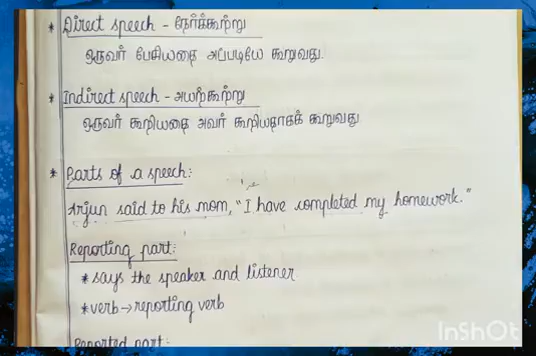 * Direct speech - நேர்க்கூற்று
ஒருவர் பேசியதை அப்படியே கூறுவது.
* Indirect speech - அயற்கூற்று
ஒருவர் கூறியதை அவர் கூறியதாகக் கூறுவது
* Parts of a speech:
Arjun said to his mom, "I have completed my homework."
Reporting part:
* says the speaker and listener
* verb → reporting verb
Reported part:
InShOt